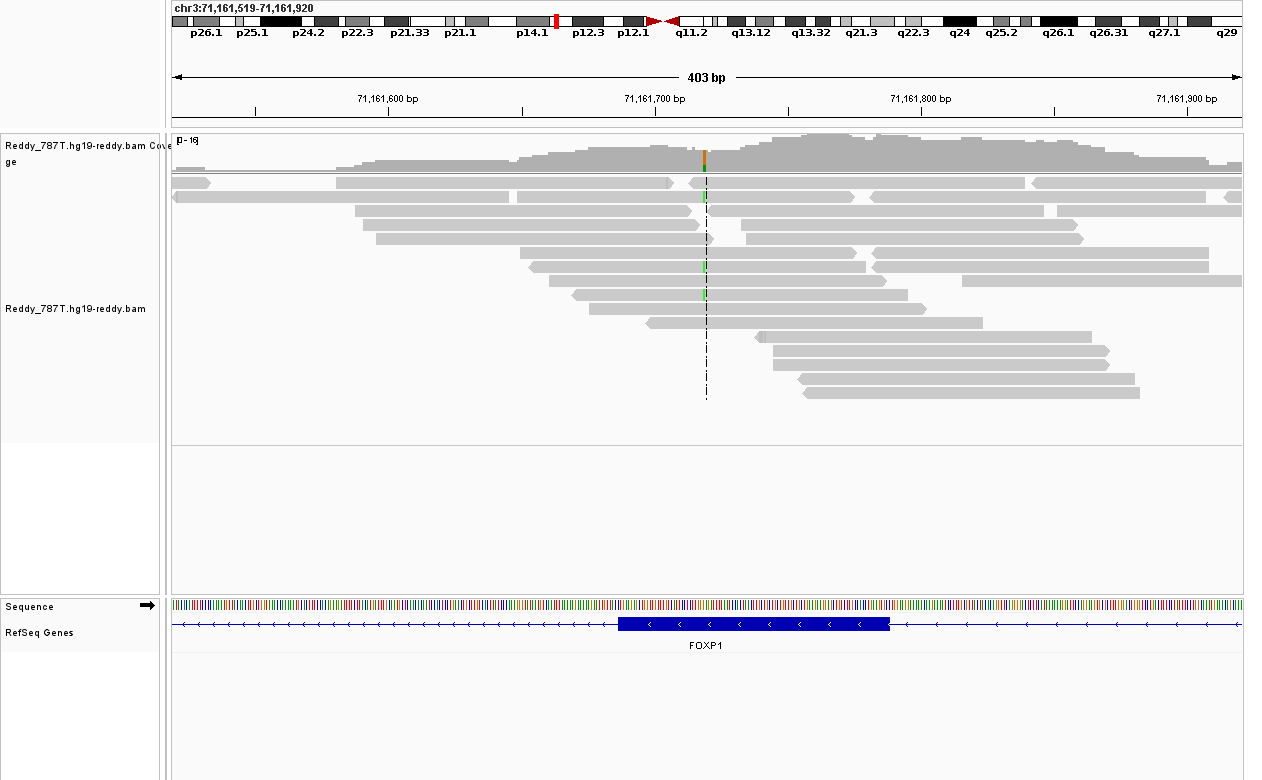 chr3:71,161,519-71,161,920
p26.1 p25.1 p24.2 p22.3 p21.33 p21.1 p14.1 p12.3 p12.1 q11.2 q13.12 q13.32 q21.3 q22.3 q24 q25.2 q26.1 q26.31 q27.1 q29
403 bp
71,161,600 bp 71,161,700 bp 71,161,800 bp 71,161,900 bp
Reddy_787T.hg19-reddy.bam Cove
ge
[0 - 16]
Reddy_787T.hg19-reddy.bam
Sequence
RefSeq Genes
FOXP1